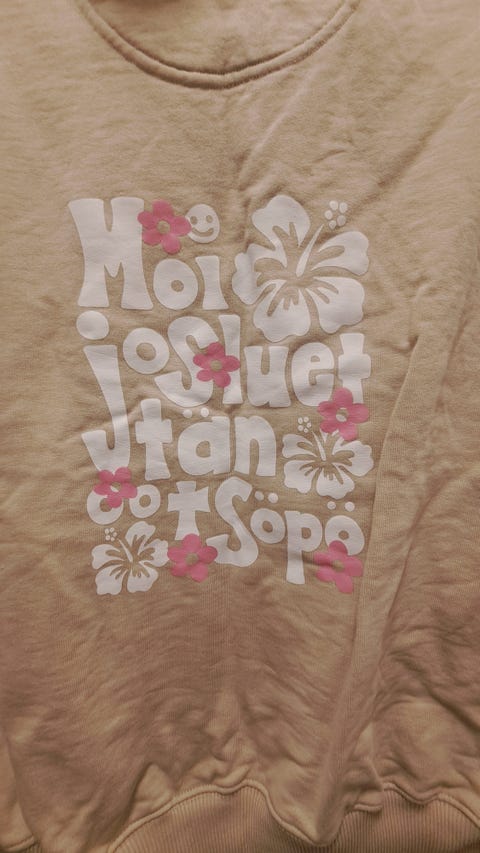 Moi
jos luet
tän
oot Söpö